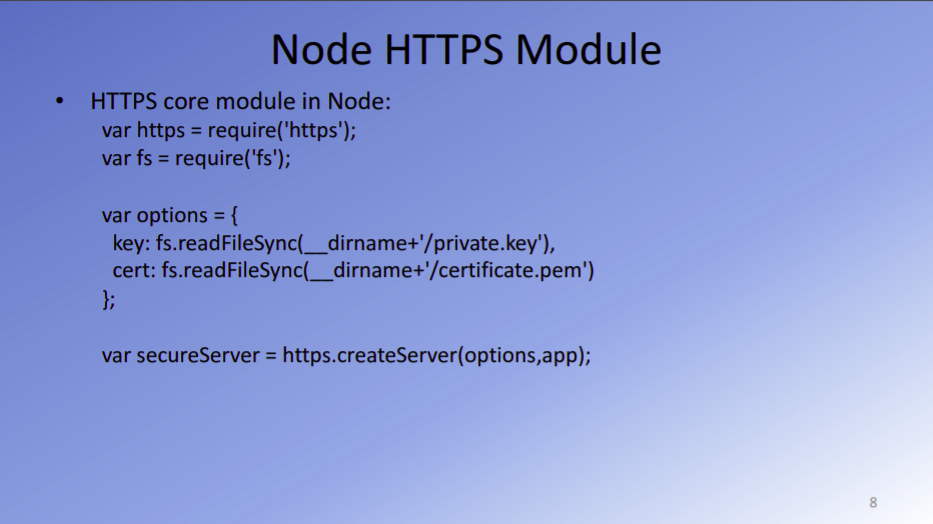 Node HTTPS Module
• HTTPS core module in Node:
var https = require('https');
var fs = require('fs');
var options = {
key: fs.readFileSync(__dirname+'/private.key'),
cert: fs.readFileSync(__dirname+'/certificate.pem')
};
var secureServer = https.createServer(options,app);
8